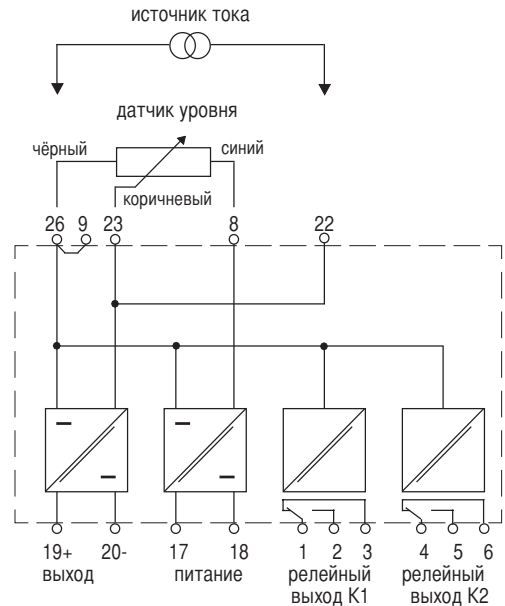 источник тока
датчик уровня
чёрный
синий
коричневый
26 9 23 8 22
19+ 20- 17 18 1 2 3 4 5 6
выход питание релейный релейный
выход К1 выход К2